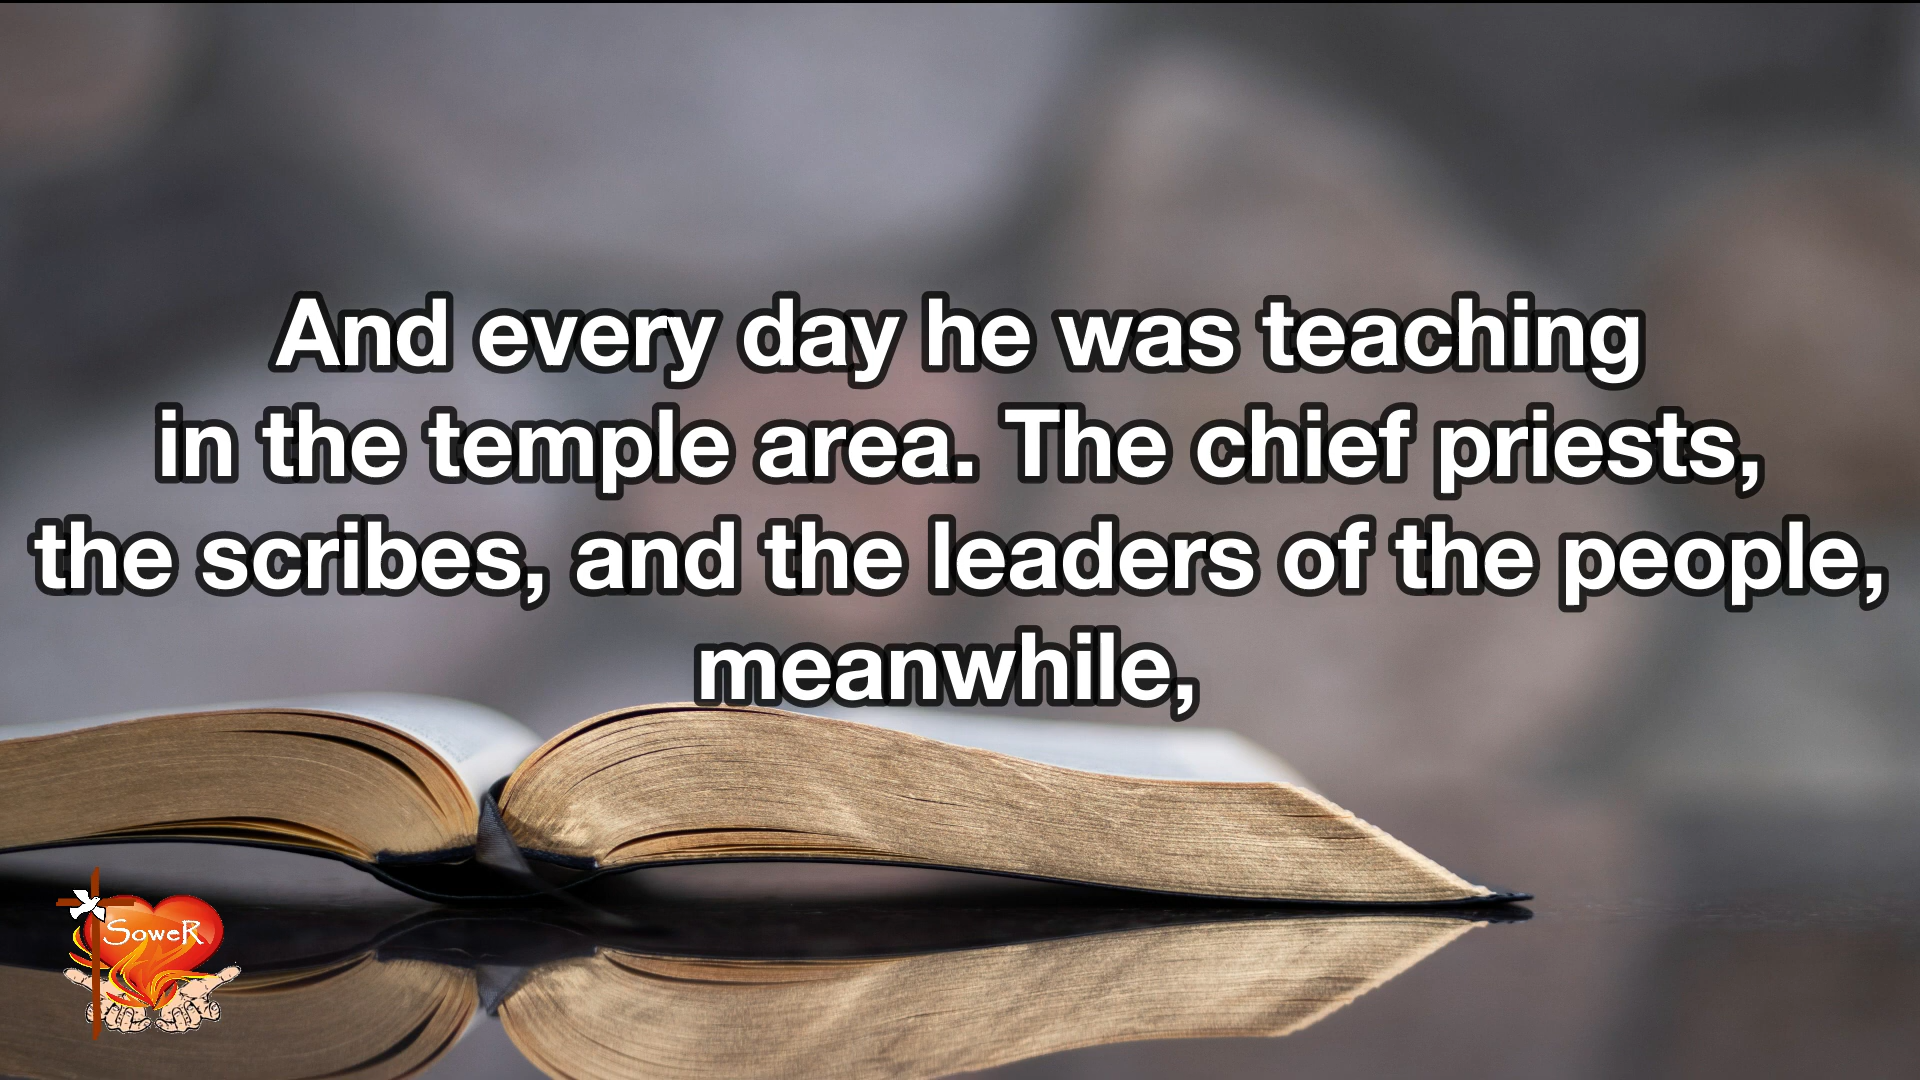 And every day he was teaching
in the temple area. The chief priests,
the scribes, and the leaders of the people,
meanwhile,
SoweR